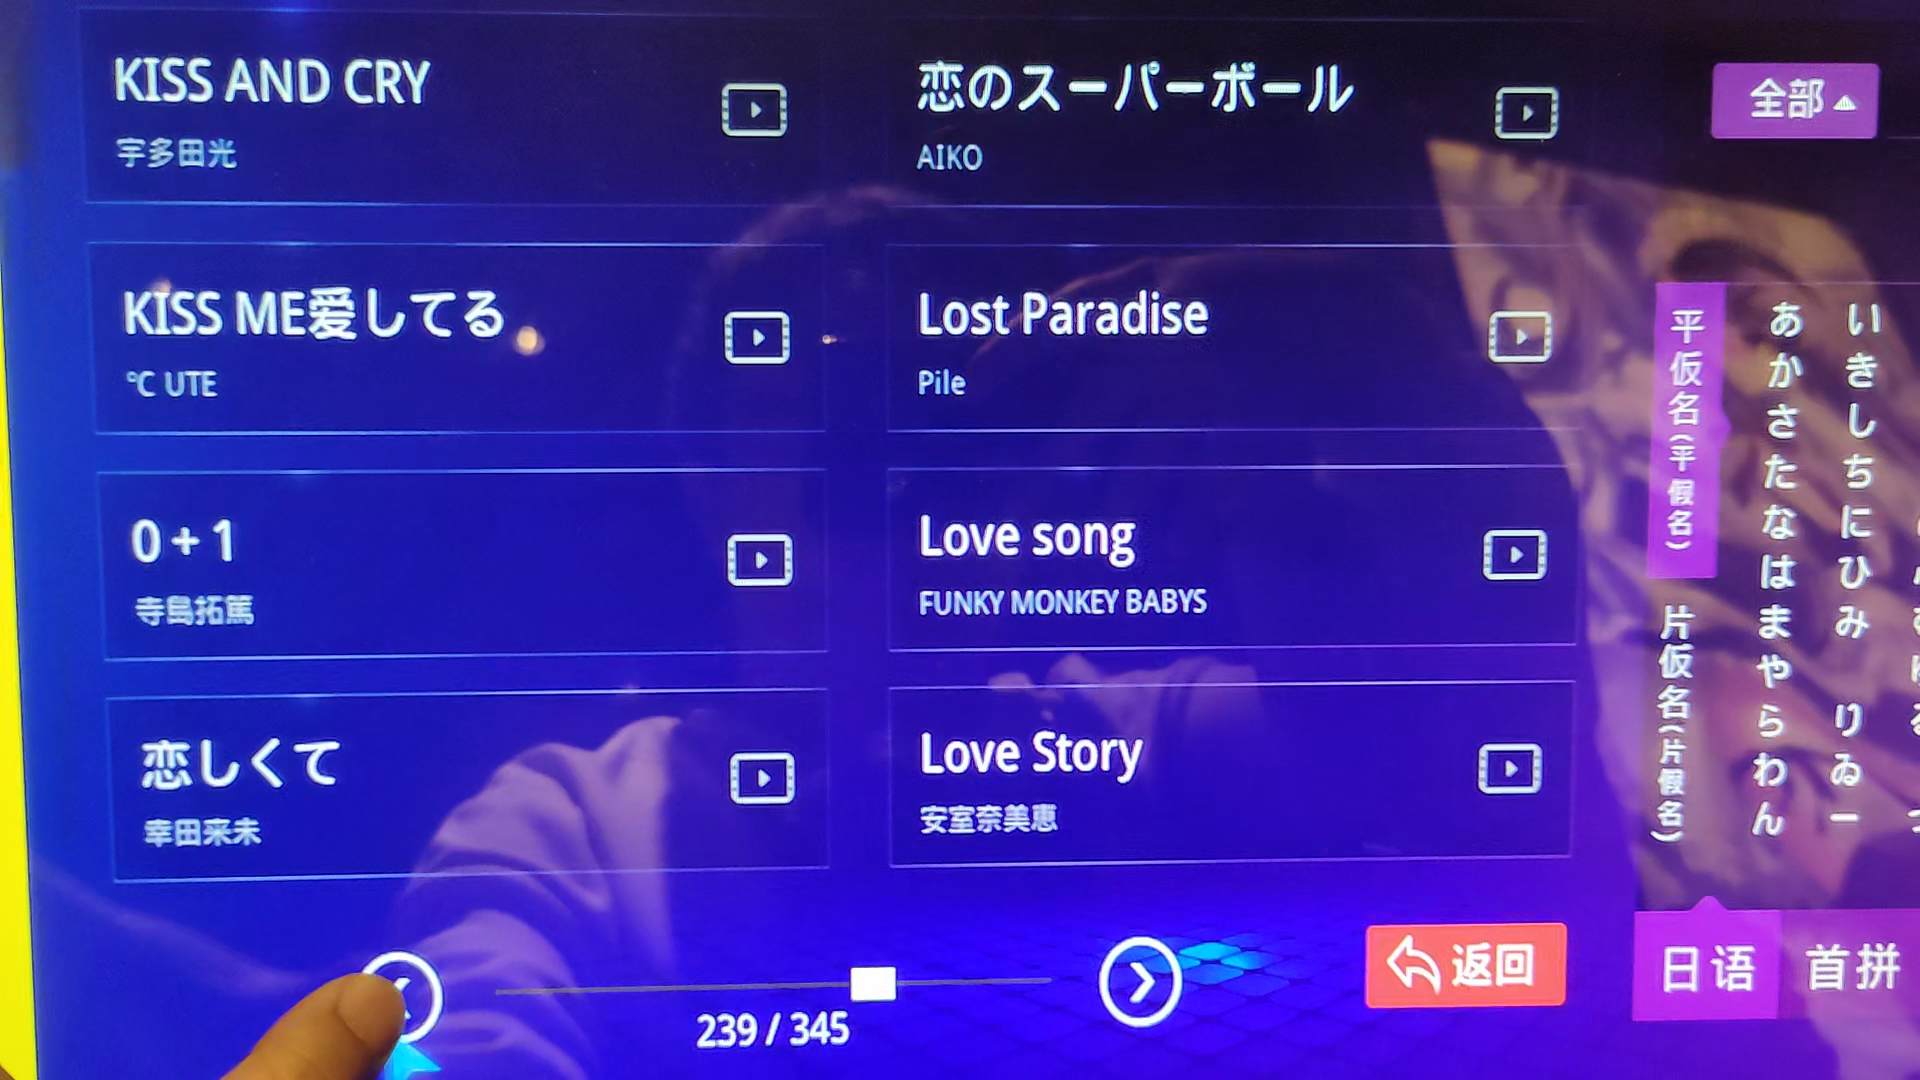 KISS AND CRY
宇多田光
恋のスーパーボール
AIKO
KISS ME愛してる
℃ UTE
Lost Paradise
Pile
0 + 1
寺島拓篤
Love song
FUNKY MONKEY BABYS
恋しくて
幸田来未
Love Story
安室奈美恵
239 / 345
返回
全部
平仮名(平假名)
片仮名(片假名)
あかさたなはまやらわん
いきしちにひみ りゐー
日语
首拼